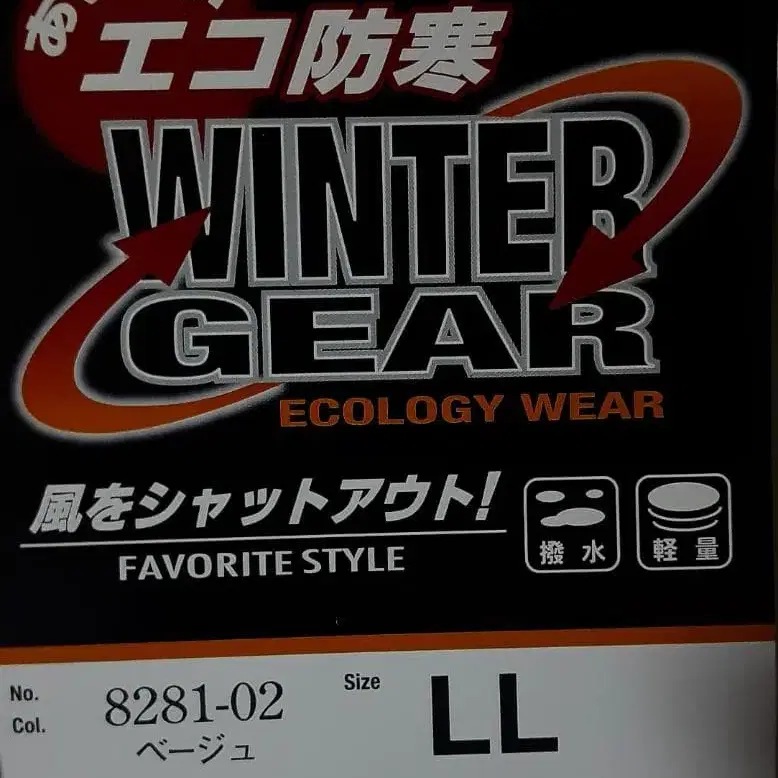 エコ防寒
WINTER
GEAR
ECOLOGY WEAR
風をシャットアウト!
FAVORITE STYLE
撥水
軽量
No. 8281-02
Col. ベージュ
Size LL